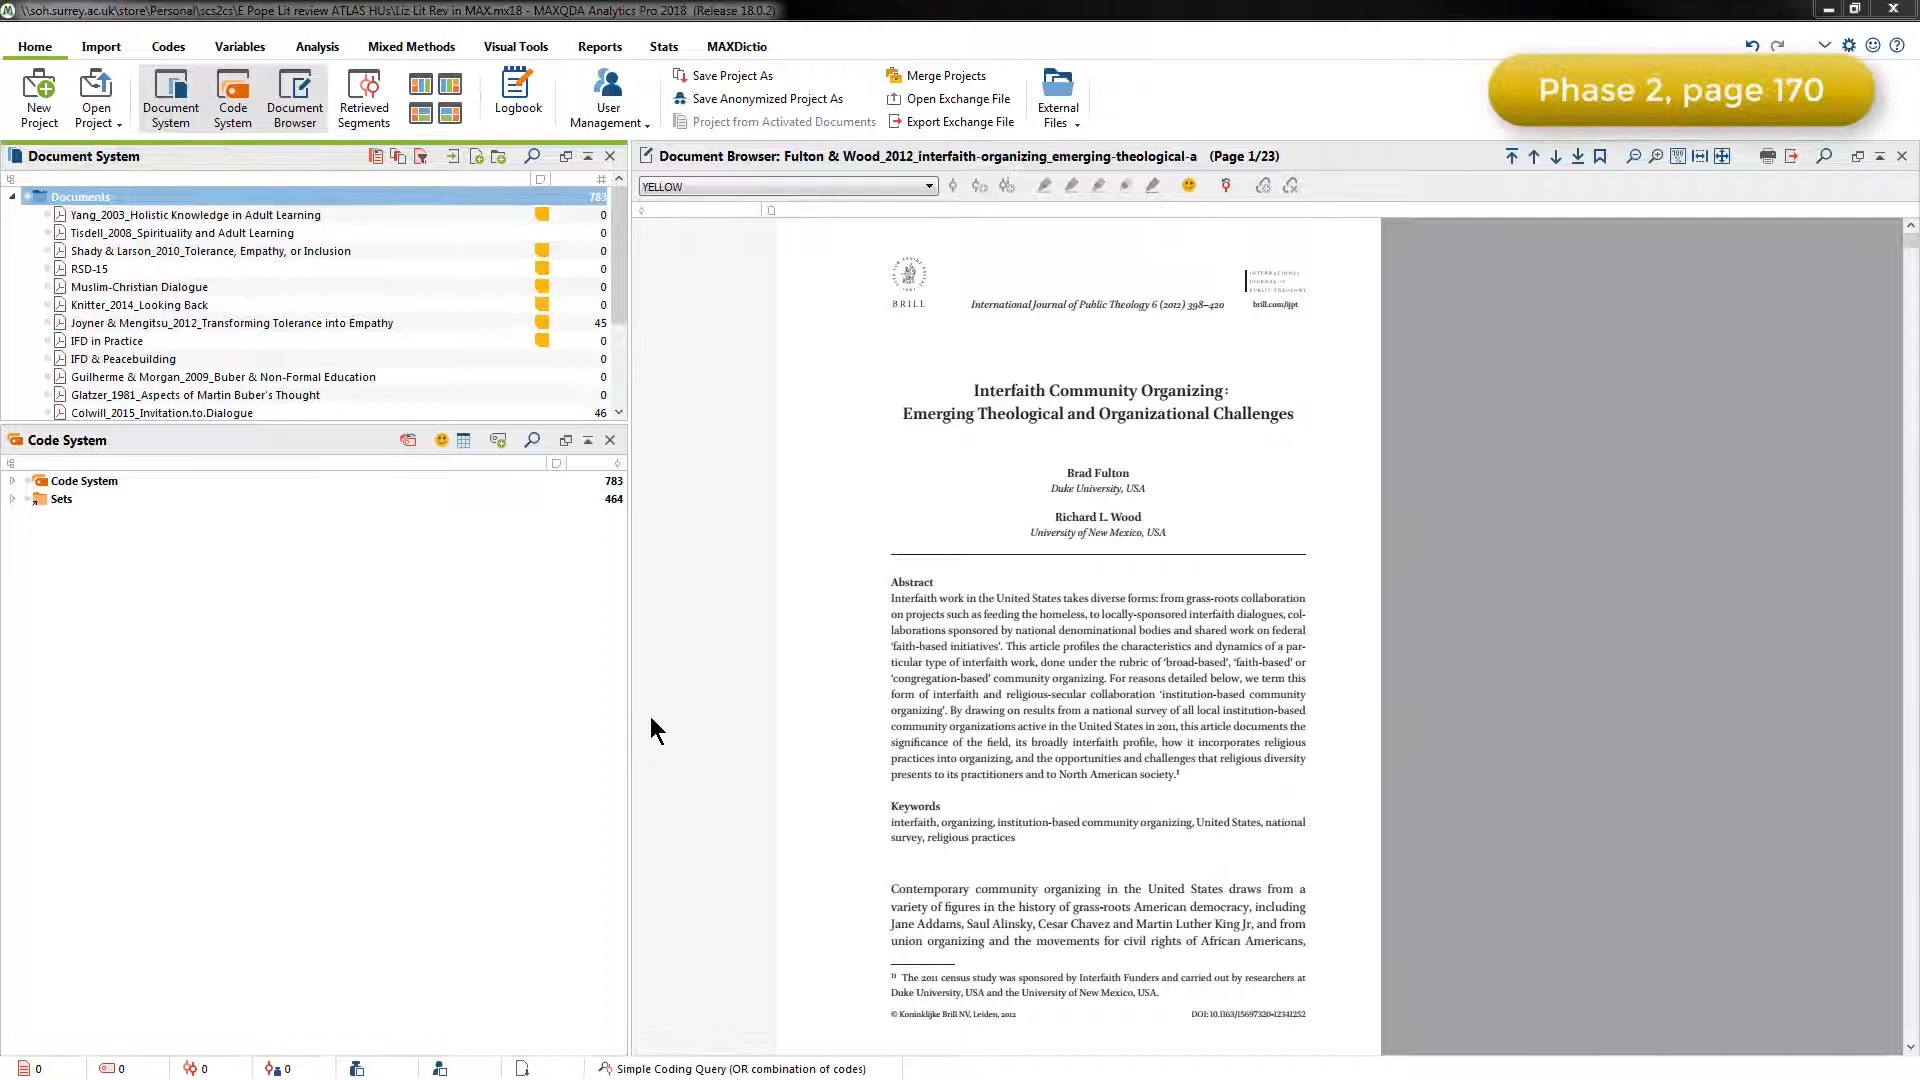 \\soh.surrey.ac.uk\store\Personal\scs2cs\E Pope Lit review ATLAS HUs\Liz Lit Rev in MAX.mx18 - MAXQDA Analytics Pro 2018 (Release 18.0.2)
Home Import Codes Variables Analysis Mixed Methods Visual Tools Reports Stats MAXDictio
New Project
Open Project
Document System
Code System
Document Browser
Retrieved Segments
Logbook
User Management
Save Project As
Save Anonymized Project As
Project from Activated Documents
Merge Projects
Open Exchange File
Export Exchange File
External Files
Phase 2, page 170
Document System
Documents 783
Yang_2003_Holistic Knowledge in Adult Learning 0
Tisdell_2008_Spirituality and Adult Learning 0
Shady & Larson_2010_Tolerance, Empathy, or Inclusion 0
RSD-15 0
Muslim-Christian Dialogue 0
Knitter_2014_Looking Back 0
Joyner & Mengitsu_2012_Transforming Tolerance into Empathy 45
IFD in Practice 0
IFD & Peacebuilding 0
Guilherme & Morgan_2009_Buber & Non-Formal Education 0
Glatzer_1981_Aspects of Martin Buber's Thought 0
Colwill_2015_Invitation.to.Dialogue 46
Code System
Code System 783
Sets 464
Document Browser: Fulton & Wood_2012_interfaith-organizing_emerging-theological-a (Page 1/23)
YELLOW
BRILL
International Journal of Public Theology 6 (2012) 398–420
INTERNATIONAL
JOURNAL of
PUBLIC THEOLOGY
brill.com/ijpt
Interfaith Community Organizing:
Emerging Theological and Organizational Challenges
Brad Fulton
Duke University, USA
Richard L. Wood
University of New Mexico, USA
Abstract
Interfaith work in the United States takes diverse forms: from grass-roots collaboration
on projects such as feeding the homeless, to locally-sponsored interfaith dialogues, col-
laborations sponsored by national denominational bodies and shared work on federal
‘faith-based initiatives’. This article profiles the characteristics and dynamics of a par-
ticular type of interfaith work, done under the rubric of ‘broad-based’, ‘faith-based’ or
‘congregation-based’ community organizing. For reasons detailed below, we term this
form of interfaith and religious-secular collaboration ‘institution-based community
organizing’. By drawing on results from a national survey of all local institution-based
community organizations active in the United States in 2011, this article documents the
significance of the field, its broadly interfaith profile, how it incorporates religious
practices into organizing, and the opportunities and challenges that religious diversity
presents to its practitioners and to North American society.¹
Keywords
interfaith, organizing, institution-based community organizing, United States, national
survey, religious practices
Contemporary community organizing in the United States draws from a
variety of figures in the history of grass-roots American democracy, including
Jane Addams, Saul Alinsky, Cesar Chavez and Martin Luther King Jr, and from
union organizing and the movements for civil rights of African Americans,
¹⁾ The 2011 census study was sponsored by Interfaith Funders and carried out by researchers at
Duke University, USA and the University of New Mexico, USA.
© Koninklijke Brill NV, Leiden, 2012 DOI: 10.1163/15697320-12341252
0 0 0 0 Simple Coding Query (OR combination of codes)